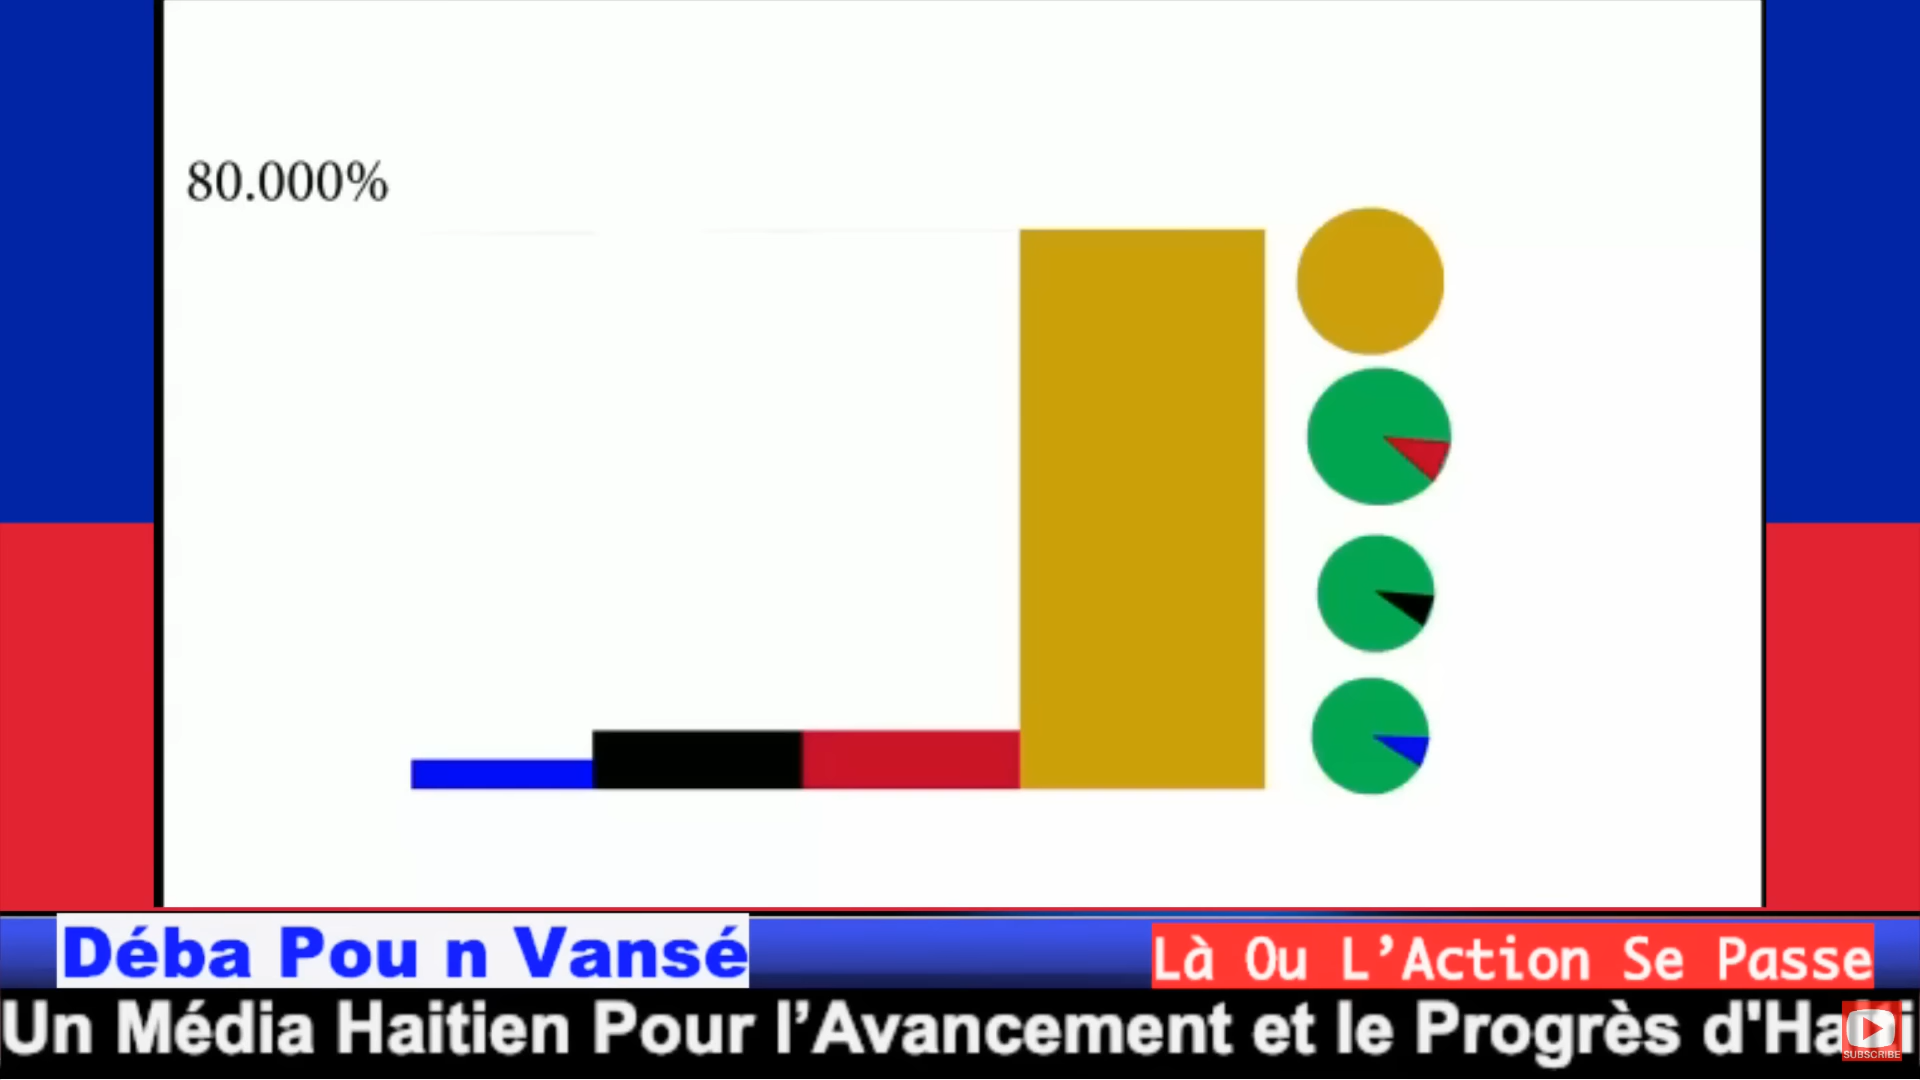 80.000%
Déba Pou n Vansé
Là Ou L’Action Se Passe
Un Média Haitien Pour l’Avancement et le Progrès
SUBSCRIBE